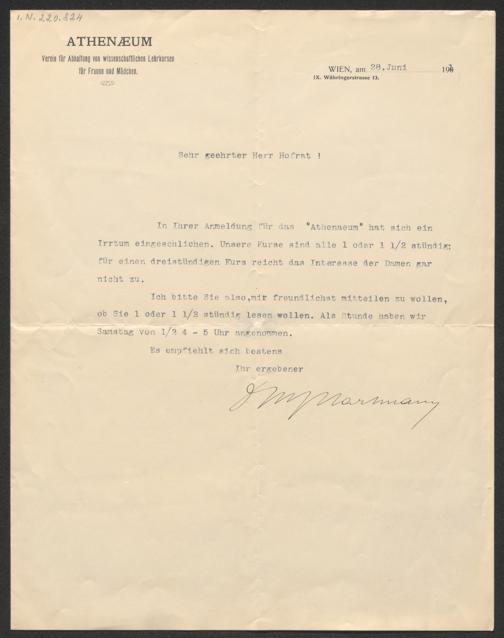 I.N. 220.824
ATHENÆUM
Verein für Abhaltung von wissenschaftlichen Lehrkursen
für Frauen und Mädchen.
WIEN, am 28. Juni 191
IX. Währingerstrasse 13.
Sehr geehrter Herr Hofrat !
In Ihrer Anmeldung für das "Athenaeum" hat sich ein
Irrtum eingeschlichen. Unsere Kurse sind alle 1 oder 1 1/2 stündig;
für einen dreistündigen Kurs reicht das Interesse der Damen gar
nicht zu.
Ich bitte Sie also,mir freundlichst mitteilen zu wollen,
ob Sie 1 oder 1 1/2 stündig lesen wollen. Als Stunde haben wir
Samstag von 1/2 4 - 5 Uhr angenommen.
Es empfiehlt sich bestens
Ihr ergebener